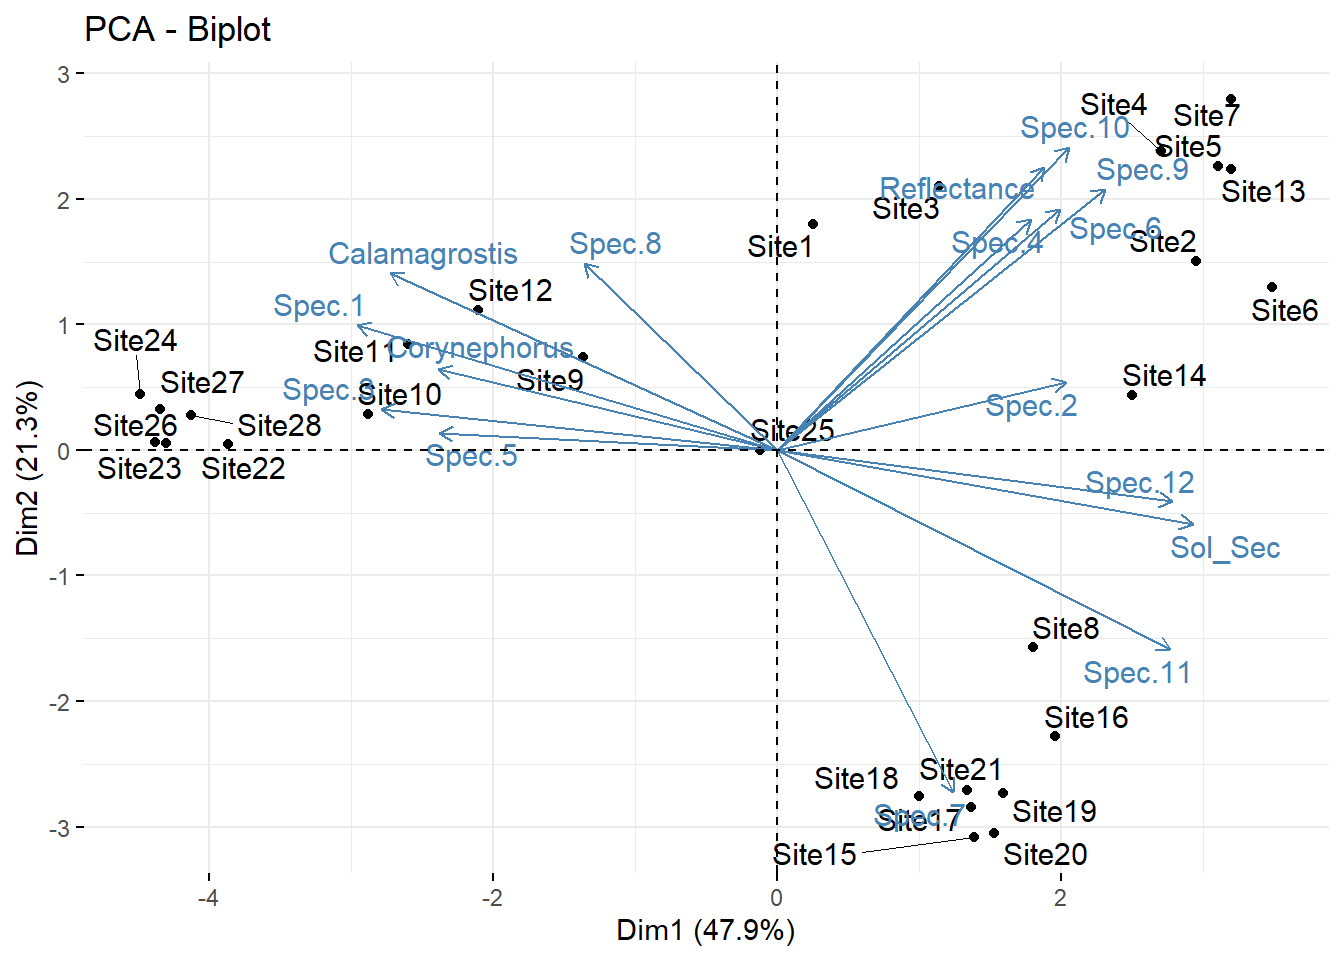 PCA - Biplot
3
Site4
Site7
Spec.10
Site5
Spec.9
Reflectance
Site13
2
Site3
Spec.6
Spec.4
Site2
Site1
Spec.8
Calamagrostis
Site12
Spec.1
Site6
1
Site24
Site11
Corynephorus
Site27
Site9
Site14
Spec.3
Site10
Spec.2
Site26
Site28
Site25
0
Spec.5
Site23
Site22
Spec.12
Sol_Sec
-1
Site8
Spec.11
-2
Site16
Site21
Site18
Spec.7
Site17
Site19
-3
Site15
Site20
-4
-2
0
2
Dim1 (47.9%)
Dim2 (21.3%)